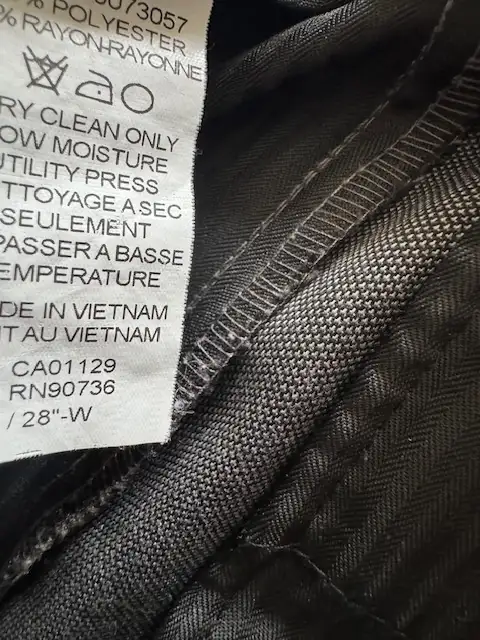 0073057
% POLYESTER
% RAYON-RAYONNE
RY CLEAN ONLY
OW MOISTURE
UTILITY PRESS
TTOYAGE A SEC
SEULEMENT
PASSER A BASSE
EMPERATURE
DE IN VIETNAM
IT AU VIETNAM
CA01129
RN90736
/ 28"-W